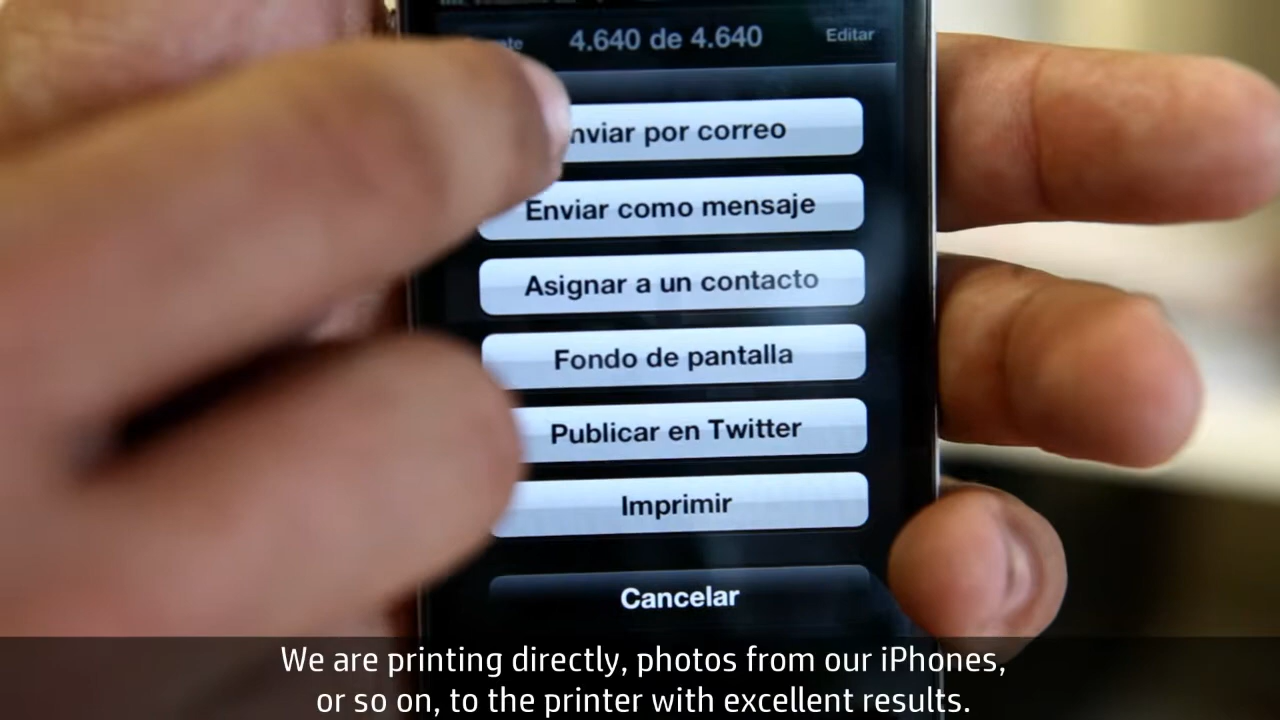 4.640 de 4.640
Editar
nviar por correo
Enviar como mensaje
Asignar a un contacto
Fondo de pantalla
Publicar en Twitter
Imprimir
Cancelar
We are printing directly, photos from our iPhones,
or so on, to the printer with excellent results.